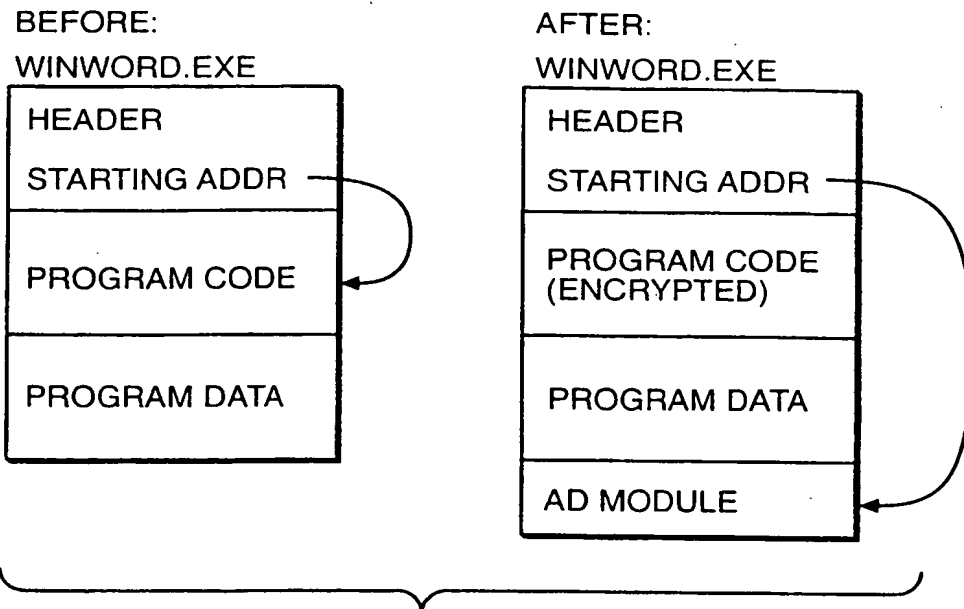 BEFORE:
WINWORD.EXE
HEADER
STARTING ADDR
PROGRAM CODE
PROGRAM DATA
AFTER:
WINWORD.EXE
HEADER
STARTING ADDR
PROGRAM CODE
(ENCRYPTED)
PROGRAM DATA
AD MODULE